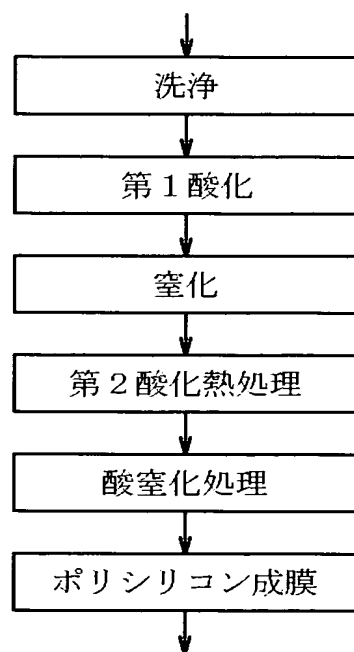 洗浄
第1酸化
窒化
第2酸化熱処理
酸窒化処理
ポリシリコン成膜